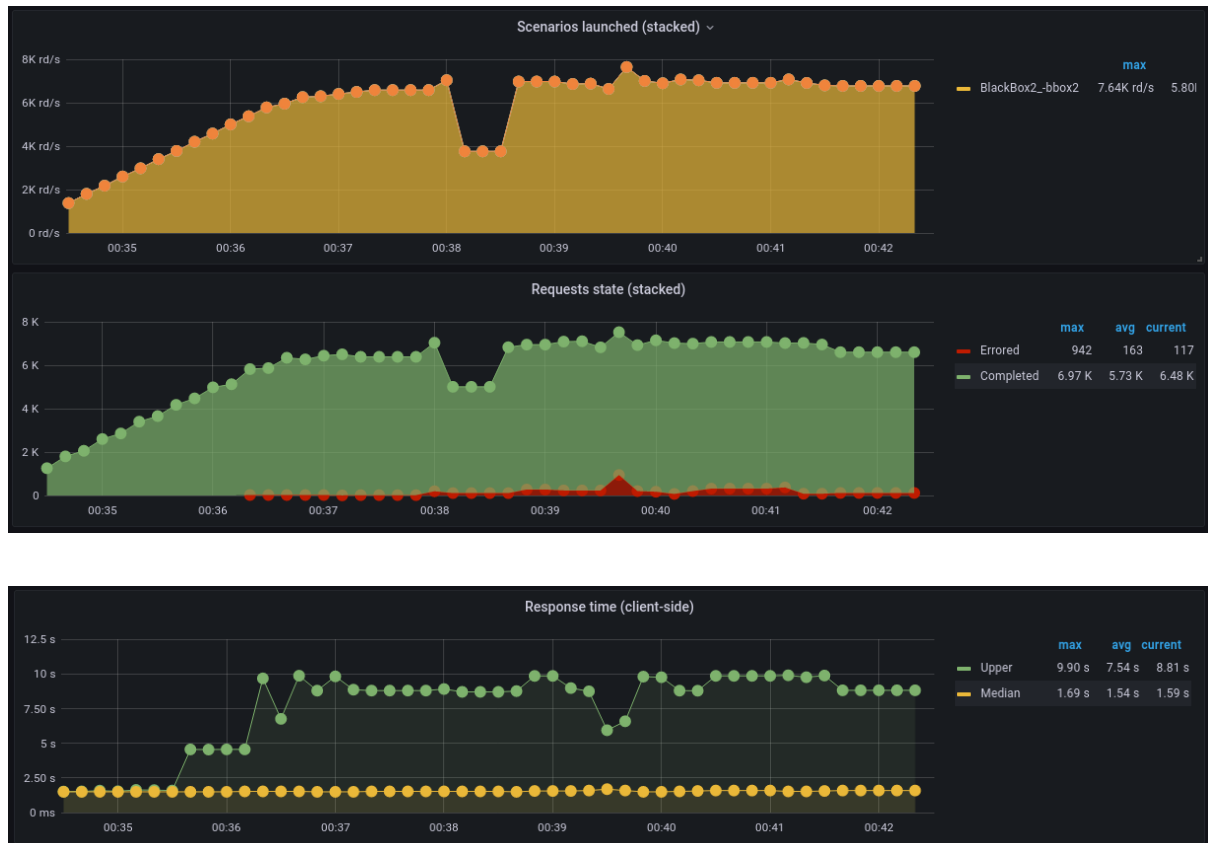 Scenarios launched (stacked)
8K rd/s
6K rd/s
4K rd/s
2K rd/s
0 rd/s
00:35 00:36 00:37 00:38 00:39 00:40 00:41 00:42
max
BlackBox2_-bbox2 7.64K rd/s
Requests state (stacked)
8 K
6 K
4 K
2 K
0
00:35 00:36 00:37 00:38 00:39 00:40 00:41 00:42
max avg current
Errored 942 163 117
Completed 6.97 K 5.73 K 6.48 K
Response time (client-side)
12.5 s
10 s
7.50 s
5 s
2.50 s
0 ms
00:35 00:36 00:37 00:38 00:39 00:40 00:41 00:42
max avg current
Upper 9.90 s 7.54 s 8.81 s
Median 1.69 s 1.54 s 1.59 s